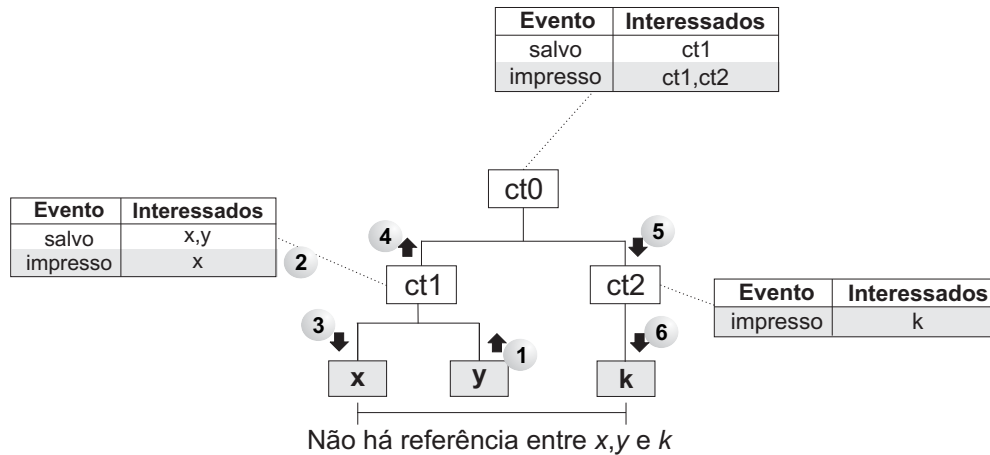 Evento Interessados
salvo ct1
impresso ct1,ct2
ct0
Evento Interessados
salvo x,y
impresso x
2
4
5
ct1
ct2
Evento Interessados
impresso k
3
1
6
x
y
k
Não há referência entre x,y e k